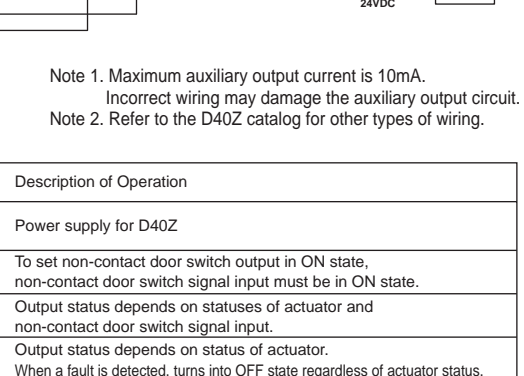 24VDC
Note 1. Maximum auxiliary output current is 10mA.
Incorrect wiring may damage the auxiliary output circuit.
Note 2. Refer to the D40Z catalog for other types of wiring.
Description of Operation
Power supply for D40Z
To set non-contact door switch output in ON state,
non-contact door switch signal input must be in ON state.
Output status depends on statuses of actuator and
non-contact door switch signal input.
Output status depends on status of actuator.
When a fault is detected, turns into OFF state regardless of actuator status.